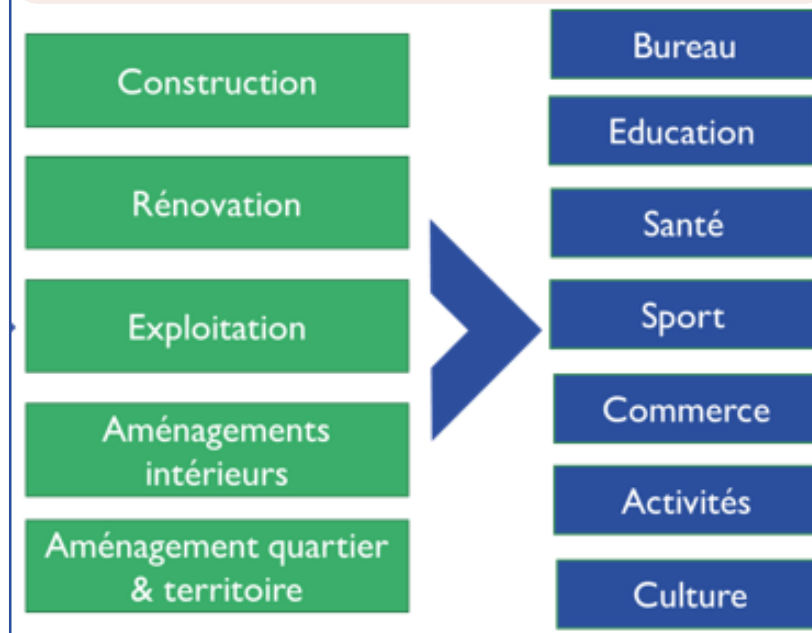 Construction
Rénovation
Exploitation
Aménagements
intérieurs
Aménagement quartier
& territoire
Bureau
Education
Santé
Sport
Commerce
Activités
Culture